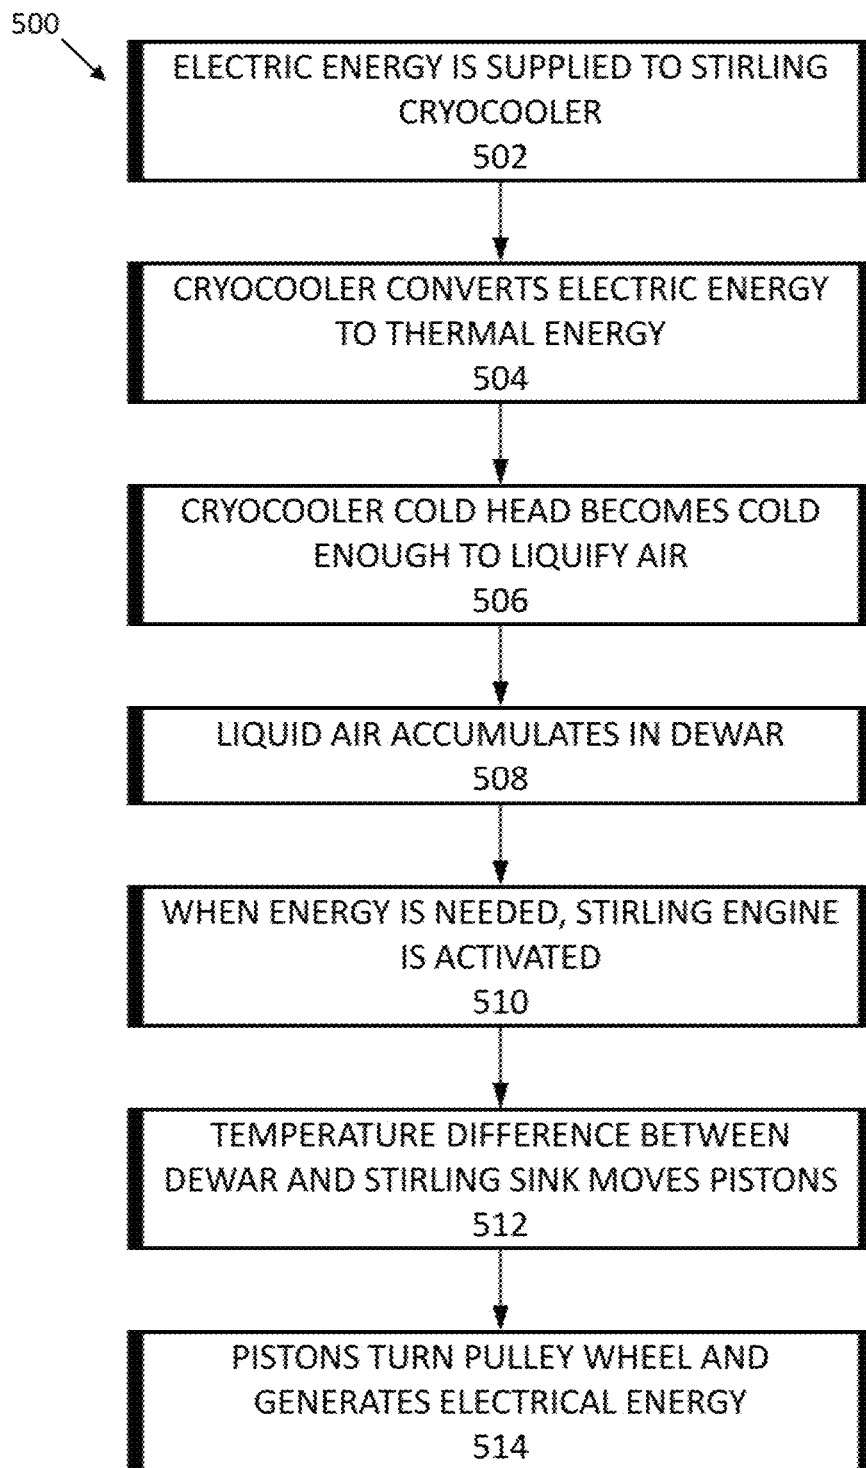 500
ELECTRIC ENERGY IS SUPPLIED TO STIRLING
CRYOCOOLER
502
CRYOCOOLER CONVERTS ELECTRIC ENERGY
TO THERMAL ENERGY
504
CRYOCOOLER COLD HEAD BECOMES COLD
ENOUGH TO LIQUIFY AIR
506
LIQUID AIR ACCUMULATES IN DEWAR
508
WHEN ENERGY IS NEEDED, STIRLING ENGINE
IS ACTIVATED
510
TEMPERATURE DIFFERENCE BETWEEN
DEWAR AND STIRLING SINK MOVES PISTONS
512
PISTONS TURN PULLEY WHEEL AND
GENERATES ELECTRICAL ENERGY
514